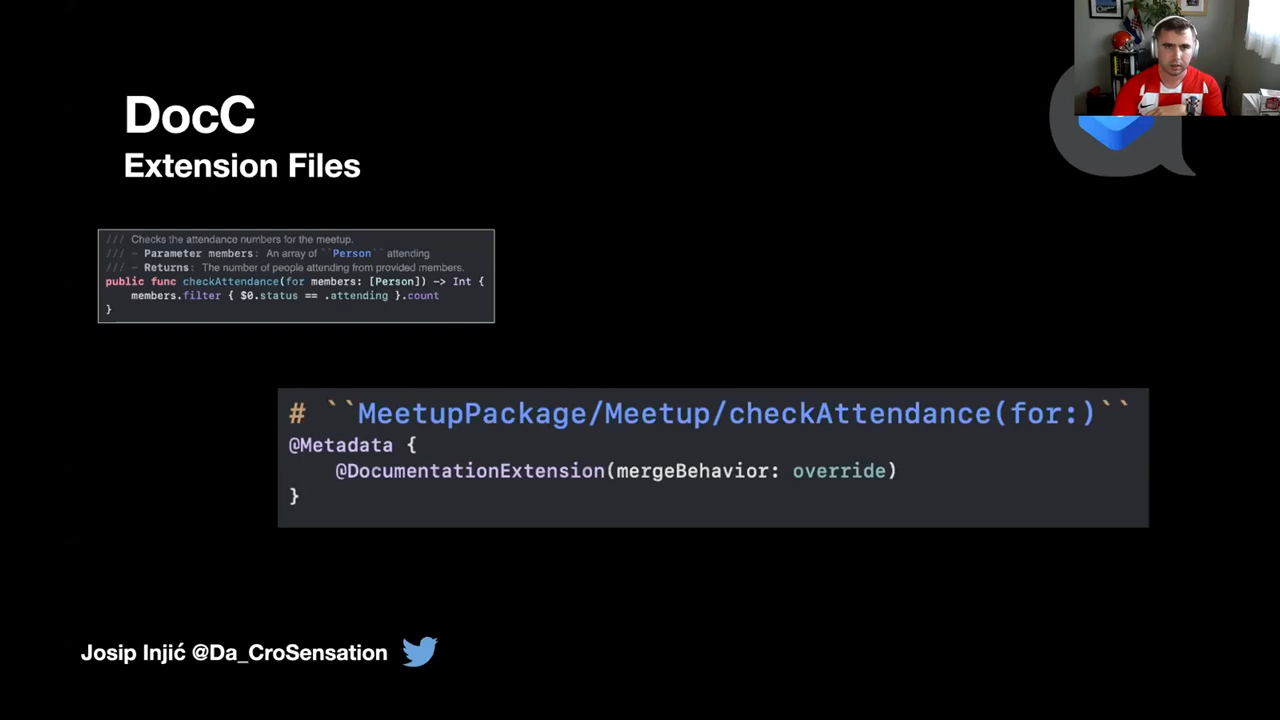 DocC
Extension Files
/// Checks the attendance numbers for the meetup.
/// - Parameter members: An array of ``Person`` attending
/// - Returns: The number of people attending from provided members.
public func checkAttendance(for members: [Person]) -> Int {
members.filter { $0.status == .attending }.count
}
# ``MeetupPackage/Meetup/checkAttendance(for:)``
@Metadata {
@DocumentationExtension(mergeBehavior: override)
}
Josip Injić @Da_CroSensation